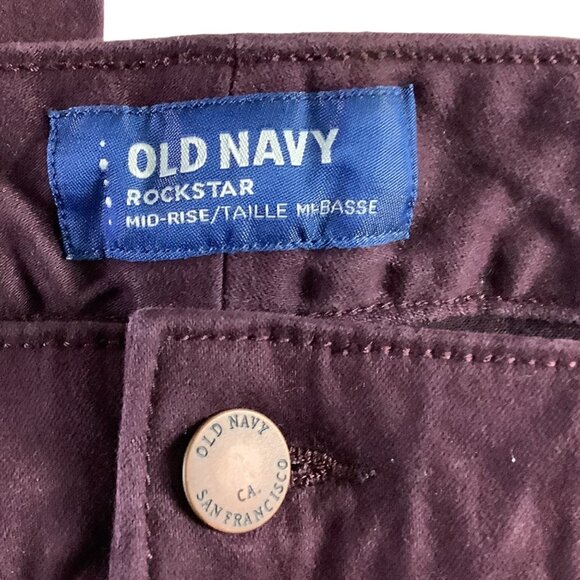 OLD NAVY
ROCKSTAR
MID-RISE/TAILLE MI-BASSE
OLD NAVY
CA.
SAN FRANCISCO